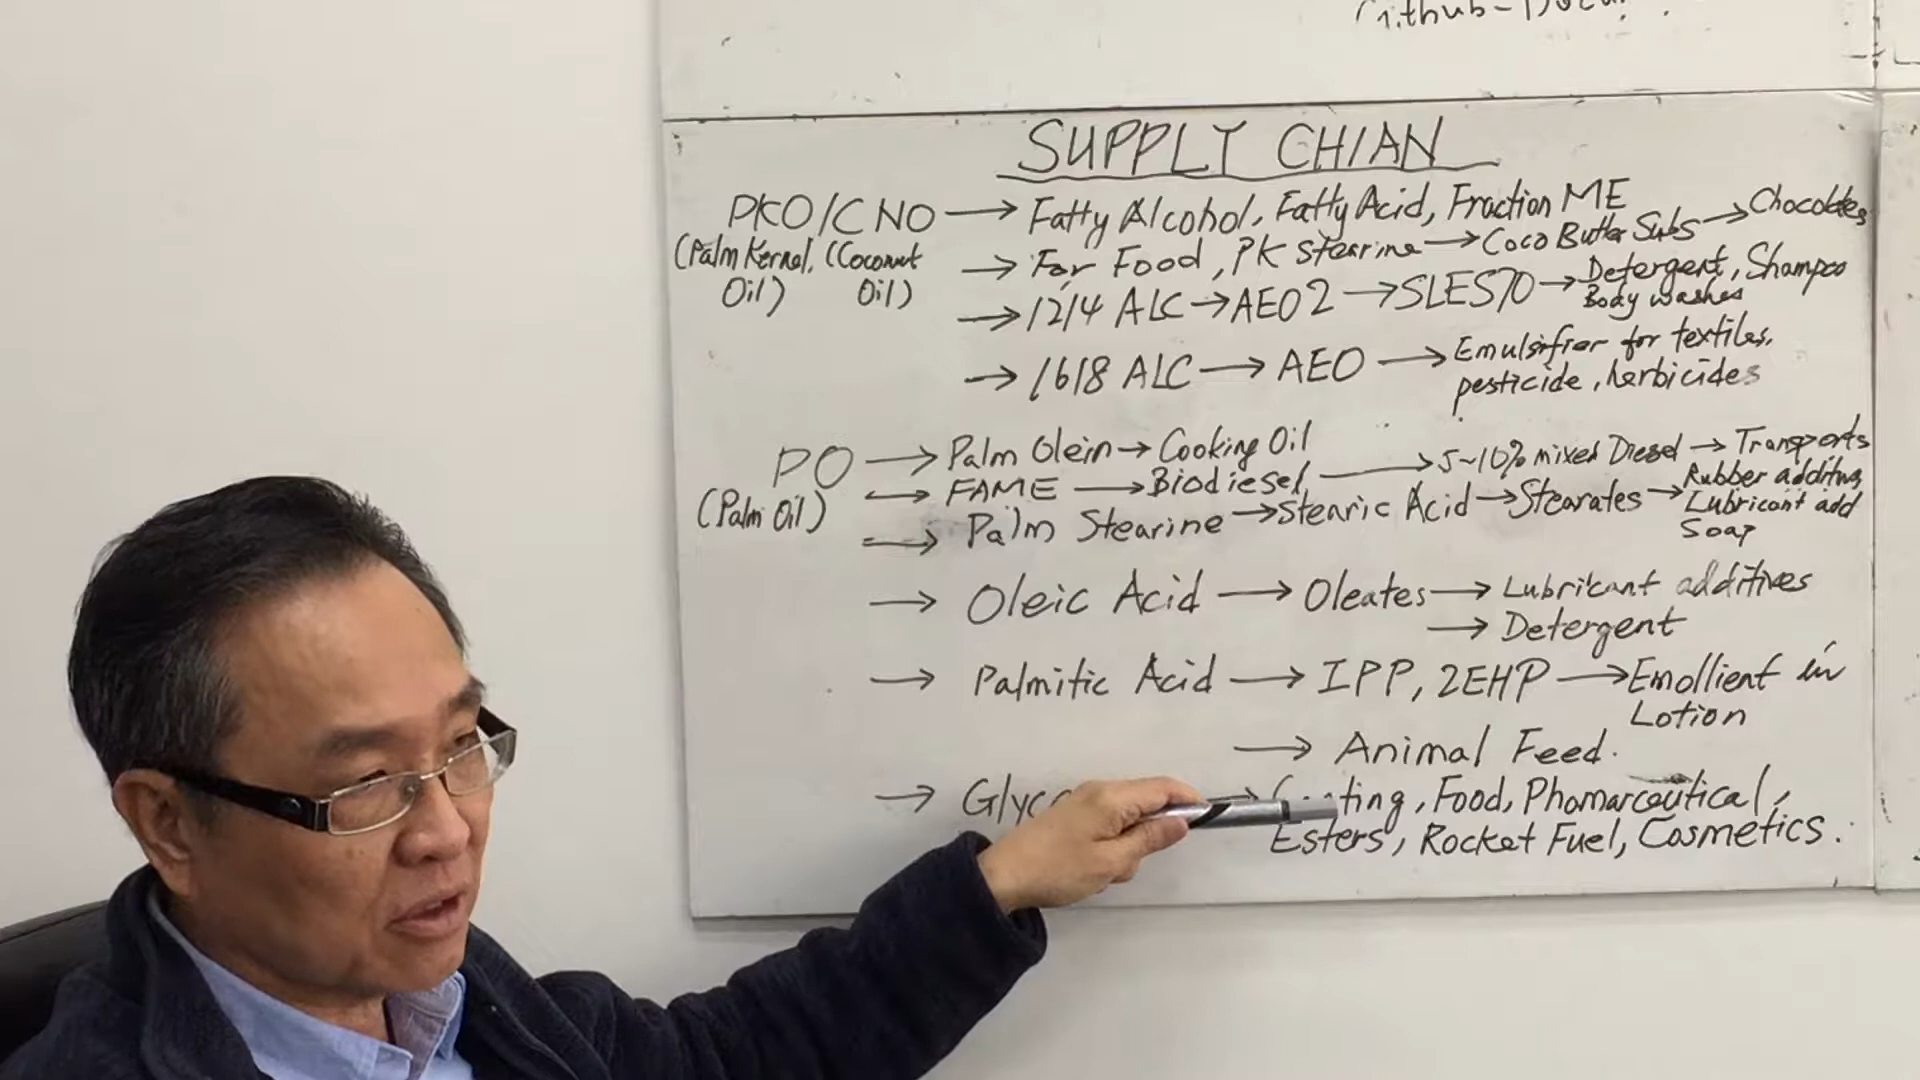 Github-
SUPPLY CHIAN
PKO/CNO → Fatty Alcohol, Fatty Acid, Fraction ME
(Palm Kernel, (Coconut
Oil) Oil)
→ For Food, PK Stearine → Coco Butter Subs → Chocolates
→ 1214 ALC → AEO2 → SLES70 → Detergent, Shampoo
Body washes
→ 1618 ALC → AEO → Emulsifier for textiles,
pesticide, herbicides
PO → Palm Olein → Cooking Oil
(Palm Oil)
→ FAME → Biodiesel → 5~10% mixed Diesel → Transports
→ Palm Stearine → Stearic Acid → Stearates → Rubber additives
Lubricant add
Soap
→ Oleic Acid → Oleates → Lubricant additives
→ Detergent
→ Palmitic Acid → IPP, 2EHP → Emollient in
Lotion
→ Animal Feed.
→ → Food, Phomarceutical,
Esters, Rocket Fuel, Cosmetics.